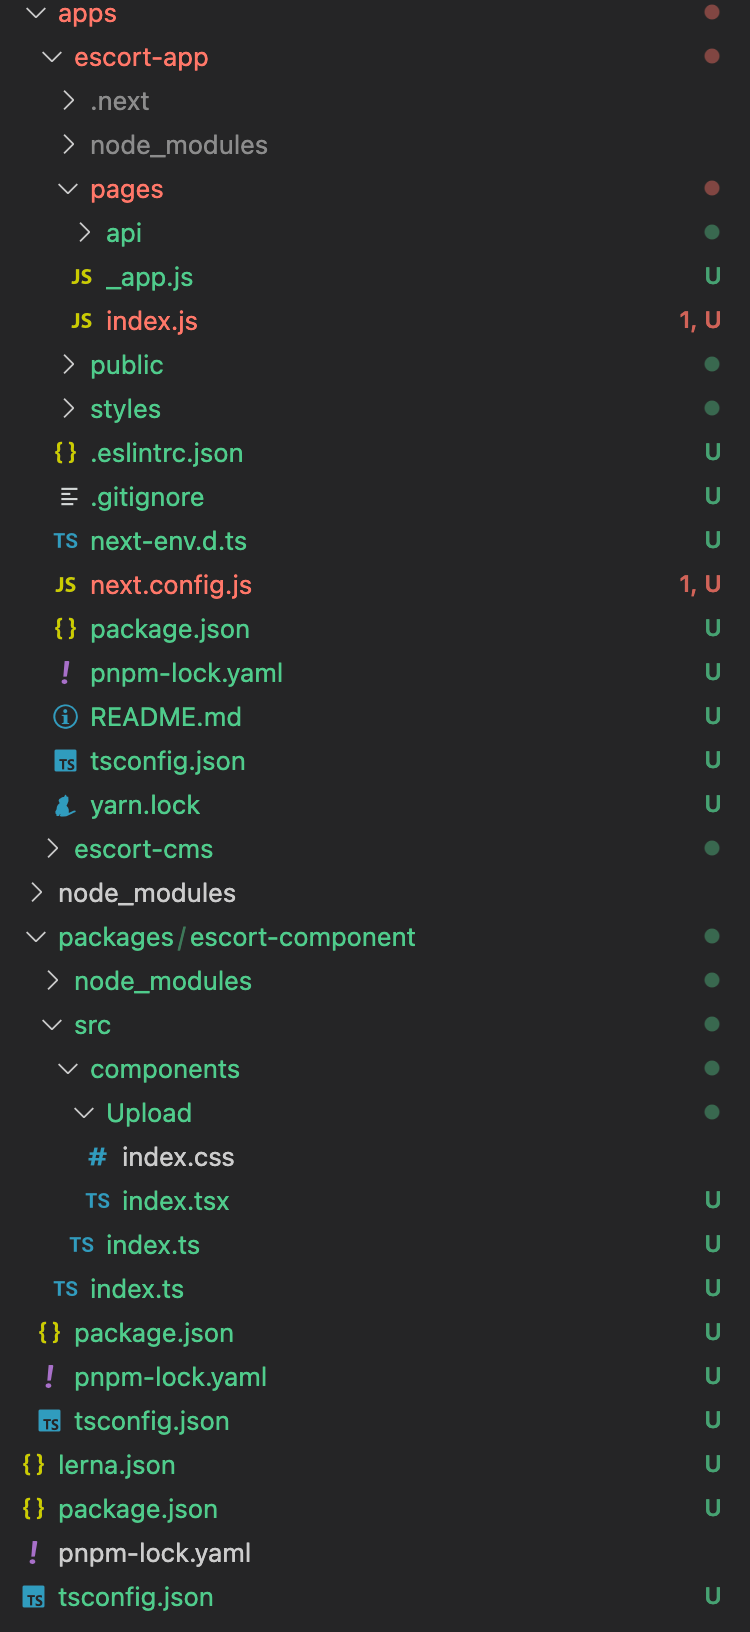 apps
escort-app
.next
node_modules
pages
api
JS _app.js U
JS index.js 1, U
public
styles
{} .eslintrc.json U
.gitignore U
TS next-env.d.ts U
JS next.config.js 1, U
{} package.json U
! pnpm-lock.yaml U
README.md U
TS tsconfig.json U
yarn.lock U
escort-cms
node_modules
packages/escort-component
node_modules
src
components
Upload
# index.css
TS index.tsx U
TS index.ts U
TS index.ts U
{} package.json U
! pnpm-lock.yaml U
TS tsconfig.json U
{} lerna.json U
{} package.json U
! pnpm-lock.yaml
TS tsconfig.json U